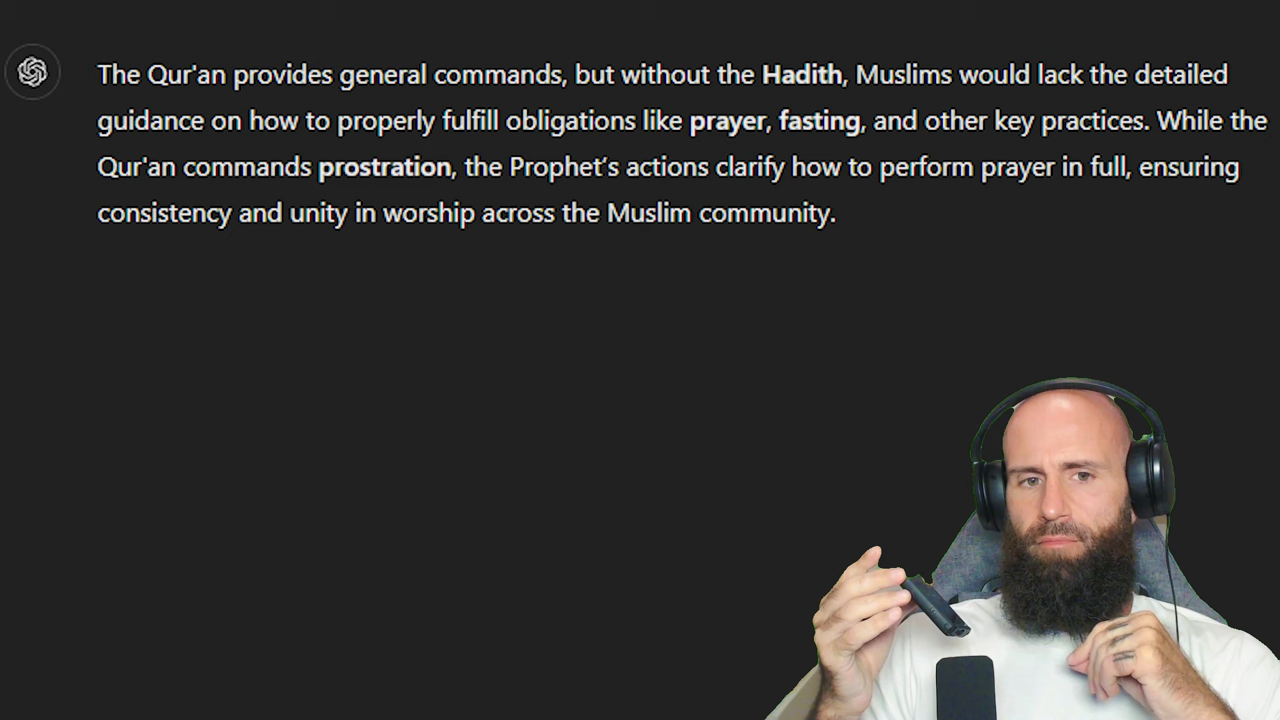 The Qur'an provides general commands, but without the Hadith, Muslims would lack the detailed
guidance on how to properly fulfill obligations like prayer, fasting, and other key practices. While the
Qur'an commands prostration, the Prophet’s actions clarify how to perform prayer in full, ensuring
consistency and unity in worship across the Muslim community.